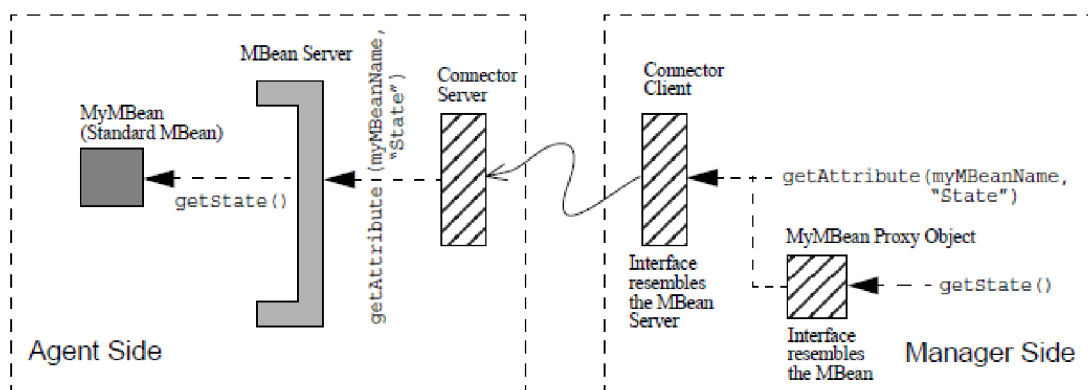 MBean Server
MyMBean
(Standard MBean)
getState()
getAttribute (myMBeanName,
“State”)
Connector
Server
Agent Side
Connector
Client
Interface
resembles
the MBean
Server
getAttribute(myMBeanName,
“State”)
MyMBean Proxy Object
getState()
Interface
resembles
the MBean
Manager Side